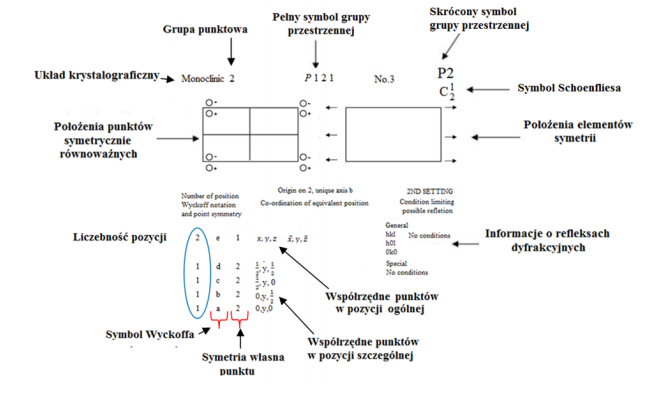 Grupa punktowa
Pełny symbol grupy
przestrzennej
Skrócony symbol
grupy przestrzennej
Układ krystalograficzny
Monoclinic 2
P 1 2 1
No.3
P2
C¹₂
Symbol Schoenfliesa
Położenia punktów
symetrycznie
równoważnych
O-
O+
O-
O+
O-
O+
O-
O+
Położenia elementów
symetrii
Number of position
Wyckoff notation
and point symmetry
Origin on 2, unique axis b
Co-ordination of equivalent position
2ND SETTING
Condition limiting
possible refletion
Liczebność pozycji
2 e 1 x, y, z x̄, y, z̄
General
hkl No conditions
h0l
0k0
Special
No conditions
Informacje o refleksach
dyfrakcyjnych
1 d 2 ½, y, ½
1 c 2 ½, y, 0
1 b 2 0,y,½
1 a 2 0,y,0
Współrzędne punktów
w pozycji ogólnej
Symbol Wyckoffa
Symetria własna
punktu
Współrzędne punktów
w pozycji szczególnej